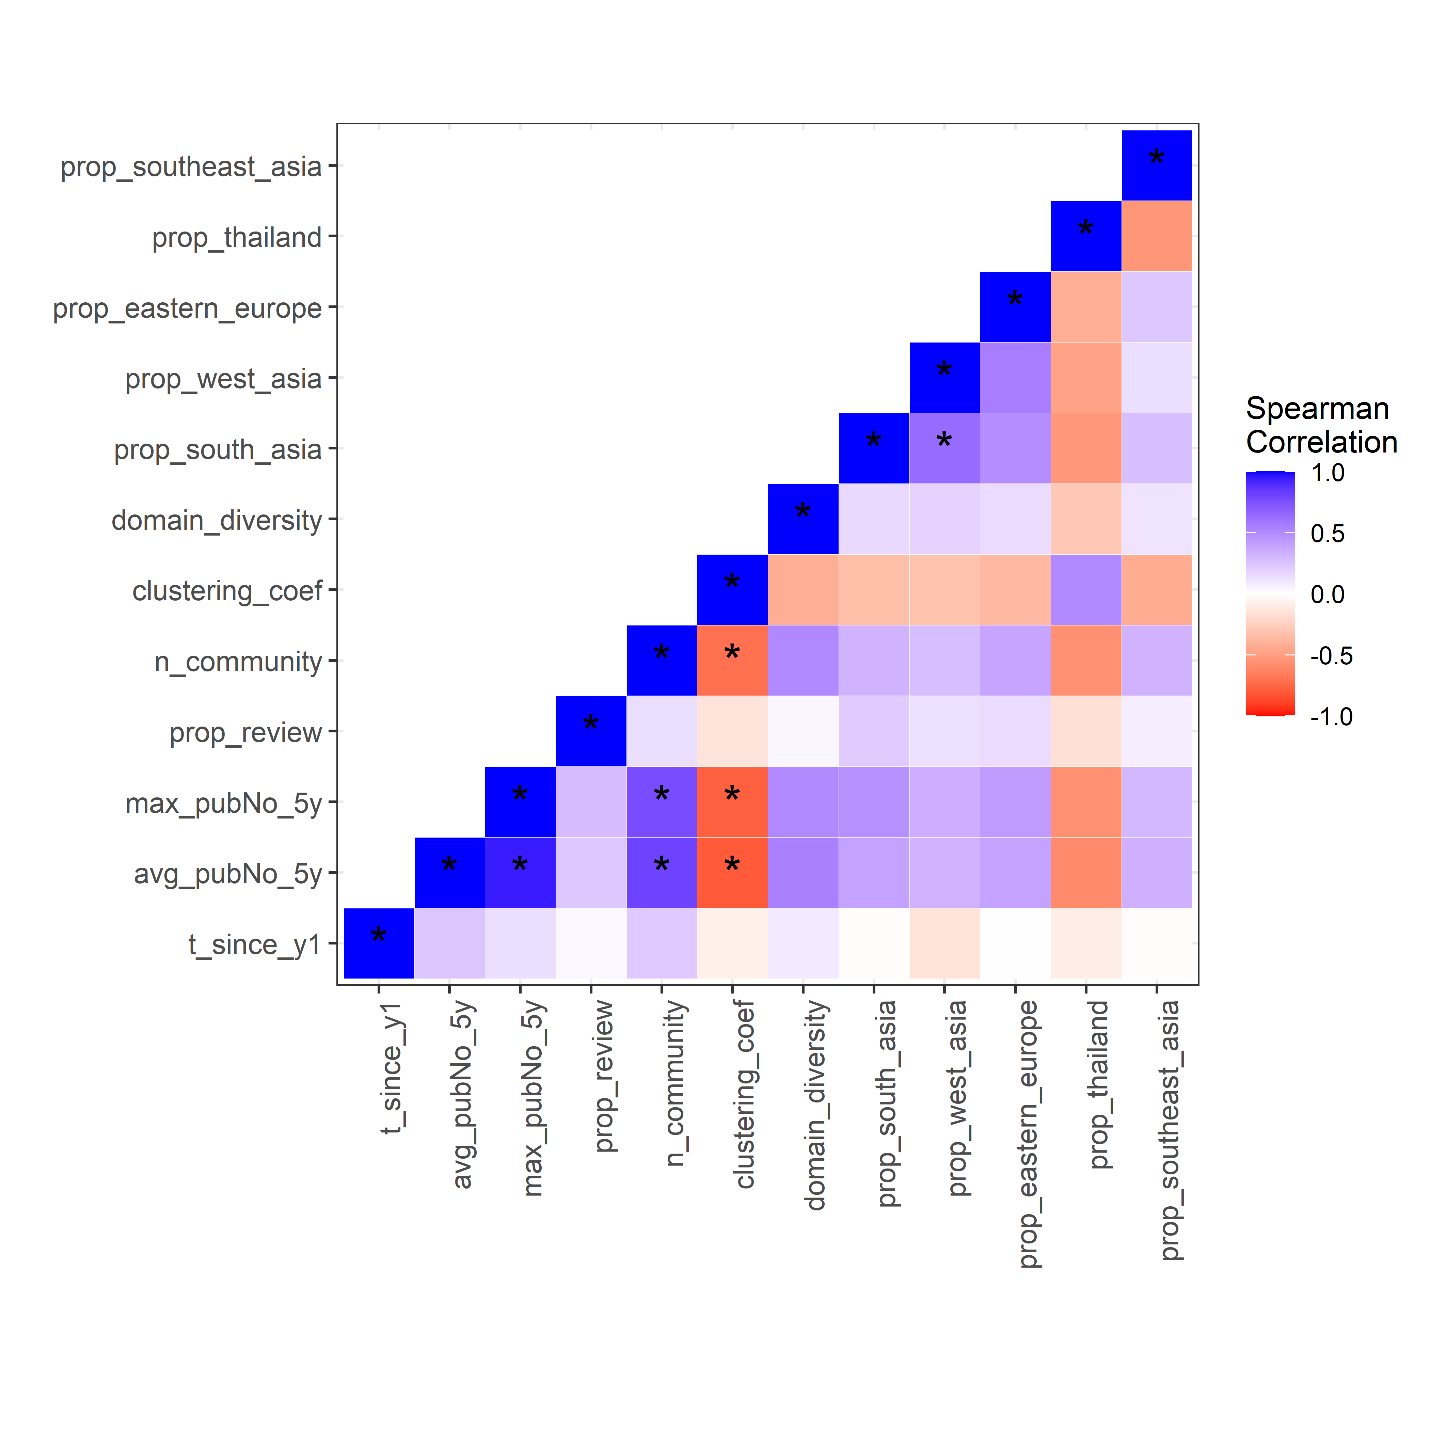 prop_southeast_asia
*
prop_thailand
*
prop_eastern_europe
*
prop_west_asia
*
prop_south_asia
* *
domain_diversity
*
clustering_coef
*
n_community
* *
prop_review
*
max_pubNo_5y
* * *
avg_pubNo_5y
* * * *
t_since_y1
*
t_since_y1
avg_pubNo_5y
max_pubNo_5y
prop_review
n_community
clustering_coef
domain_diversity
prop_south_asia
prop_west_asia
prop_eastern_europe
prop_thailand
prop_southeast_asia
Spearman
Correlation
1.0
0.5
0.0
-0.5
-1.0